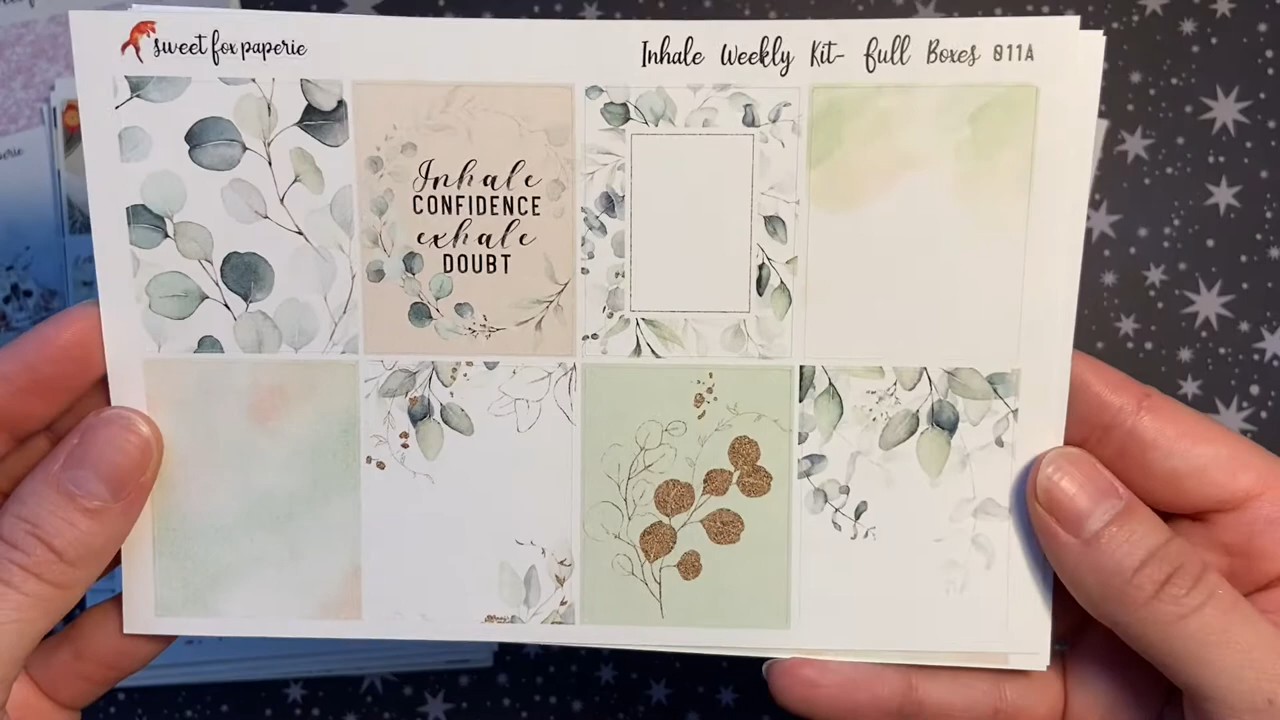 sweet fox paperie
Inhale Weekly Kit- Full Boxes 011A
Inhale
CONFIDENCE
exhale
DOUBT